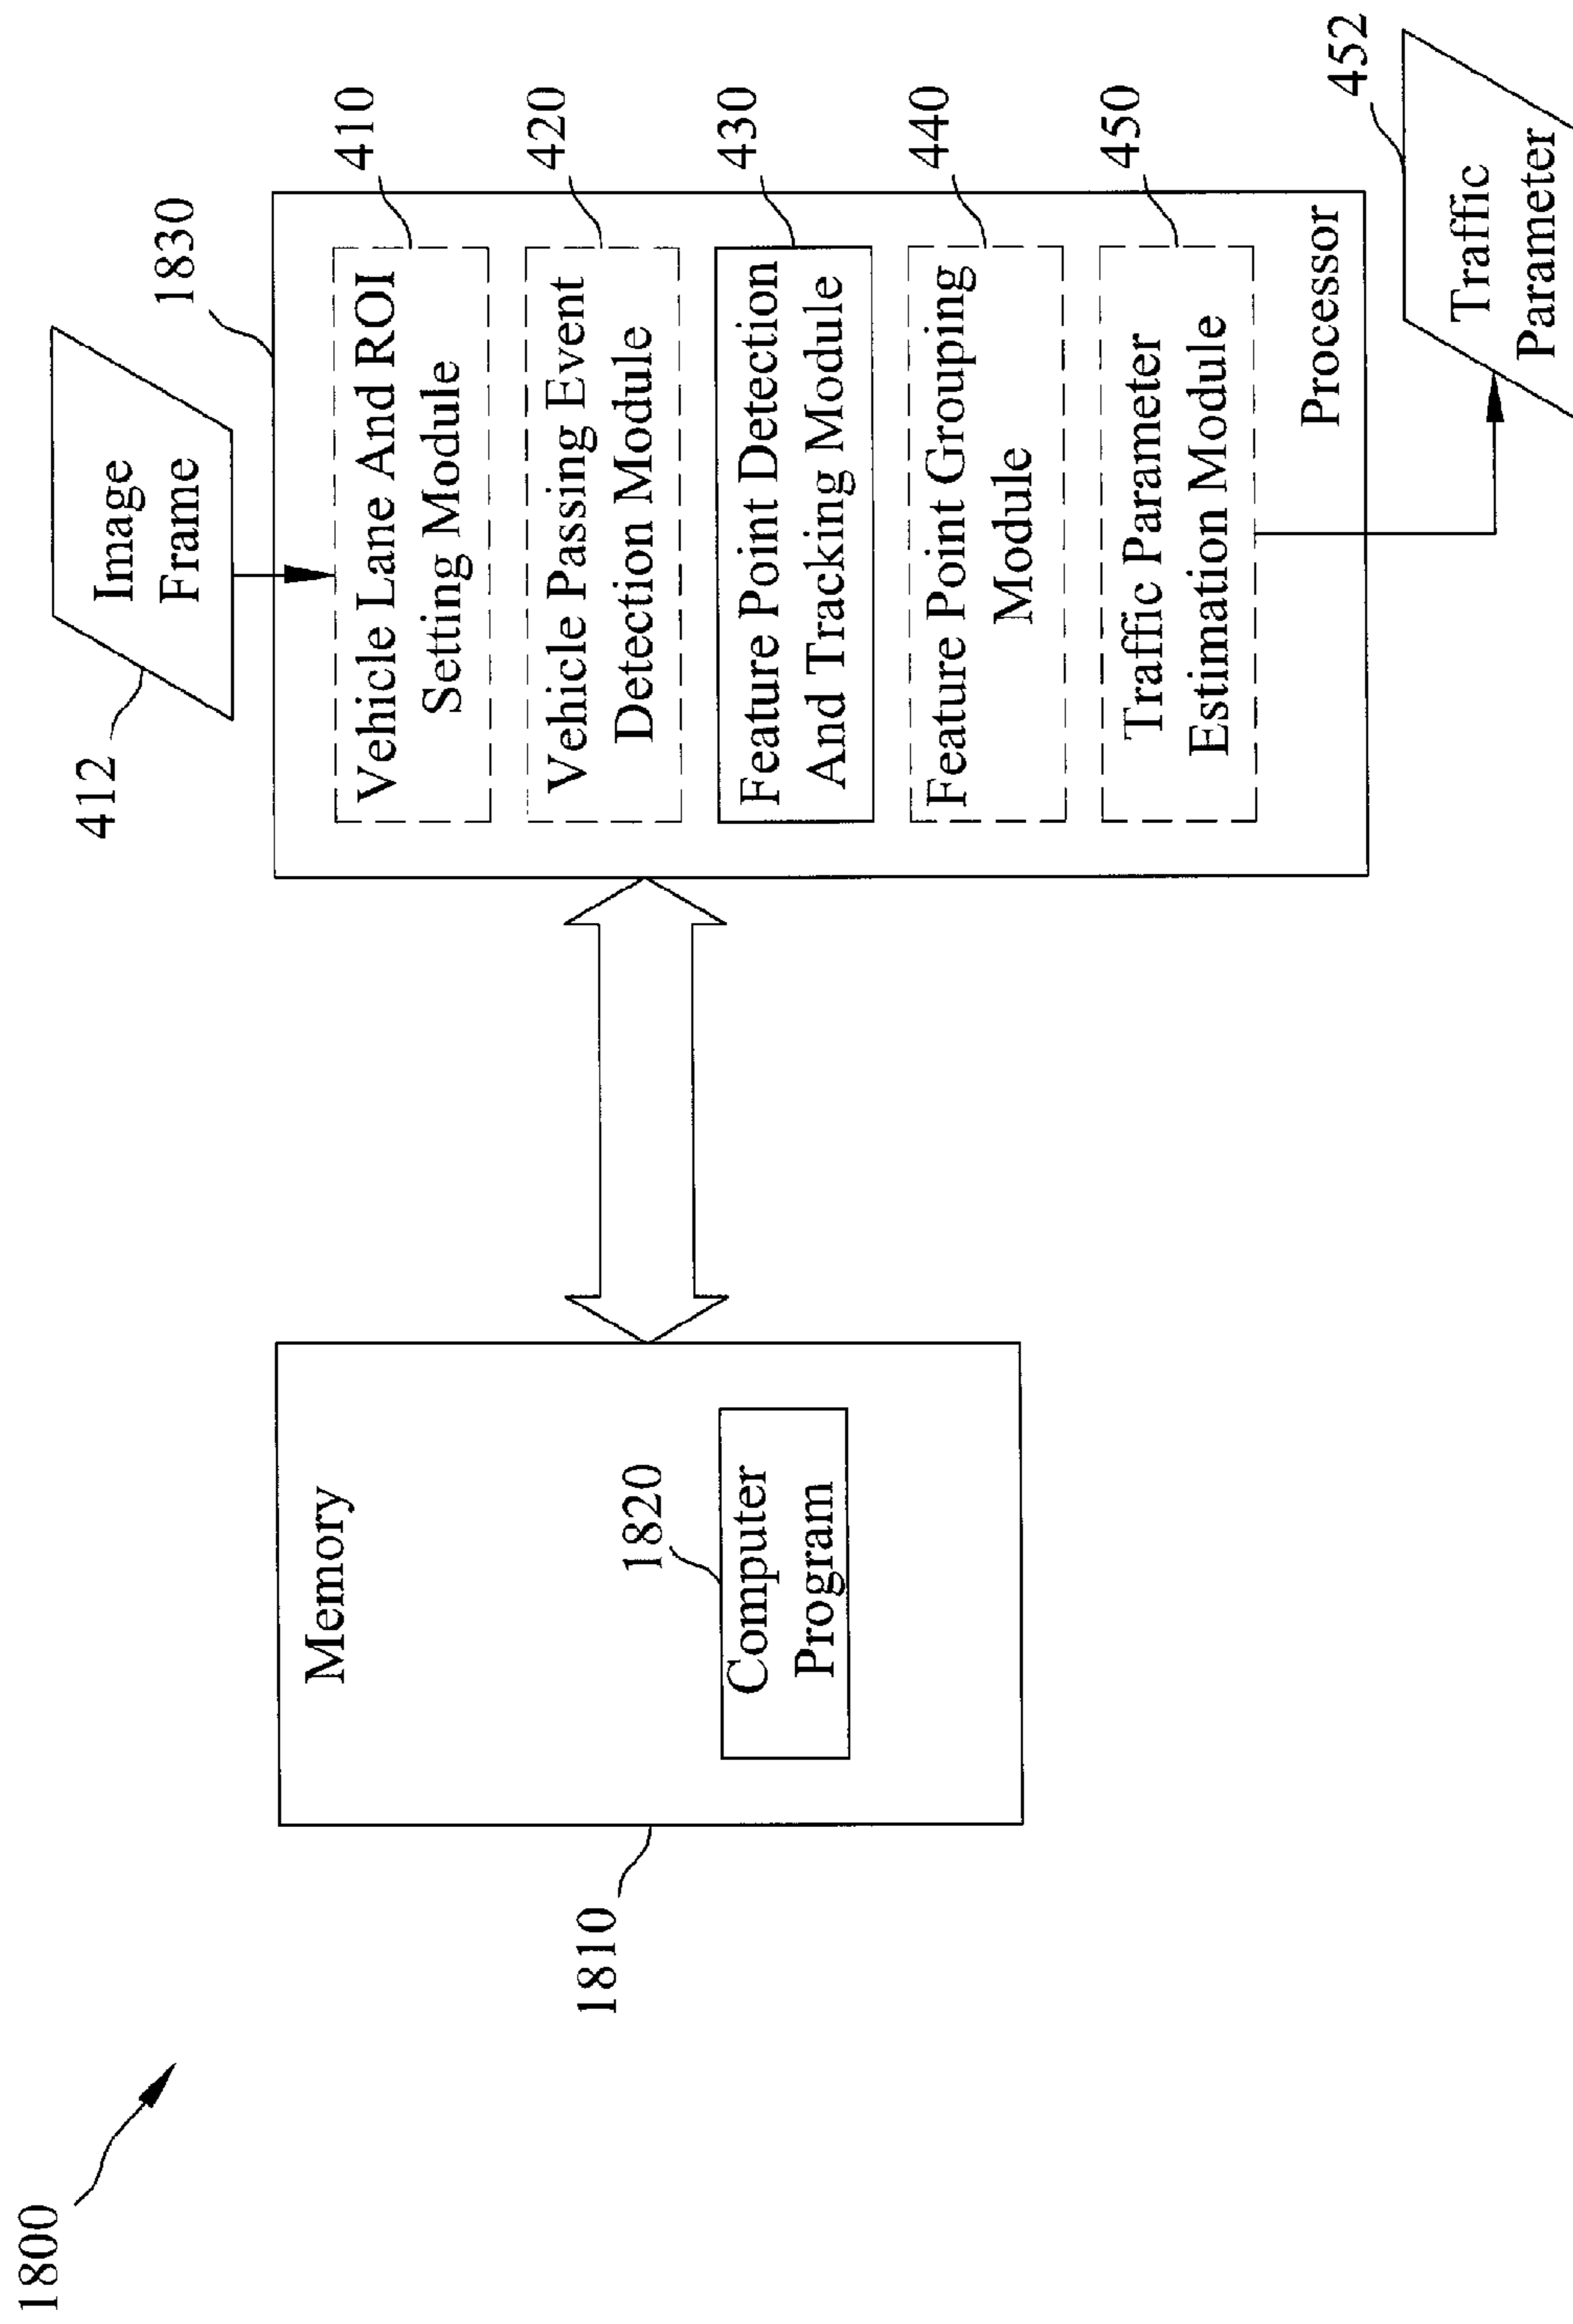 1800
412
Image
Frame
1830
Memory
1810
1820
Computer
Program
Vehicle Lane And ROI
Setting Module
410
Vehicle Passing Event
Detection Module
420
Feature Point Detection
And Tracking Module
430
Feature Point Grouping
Module
440
Traffic Parameter
Estimation Module
450
Processor
452
Traffic
Parameter